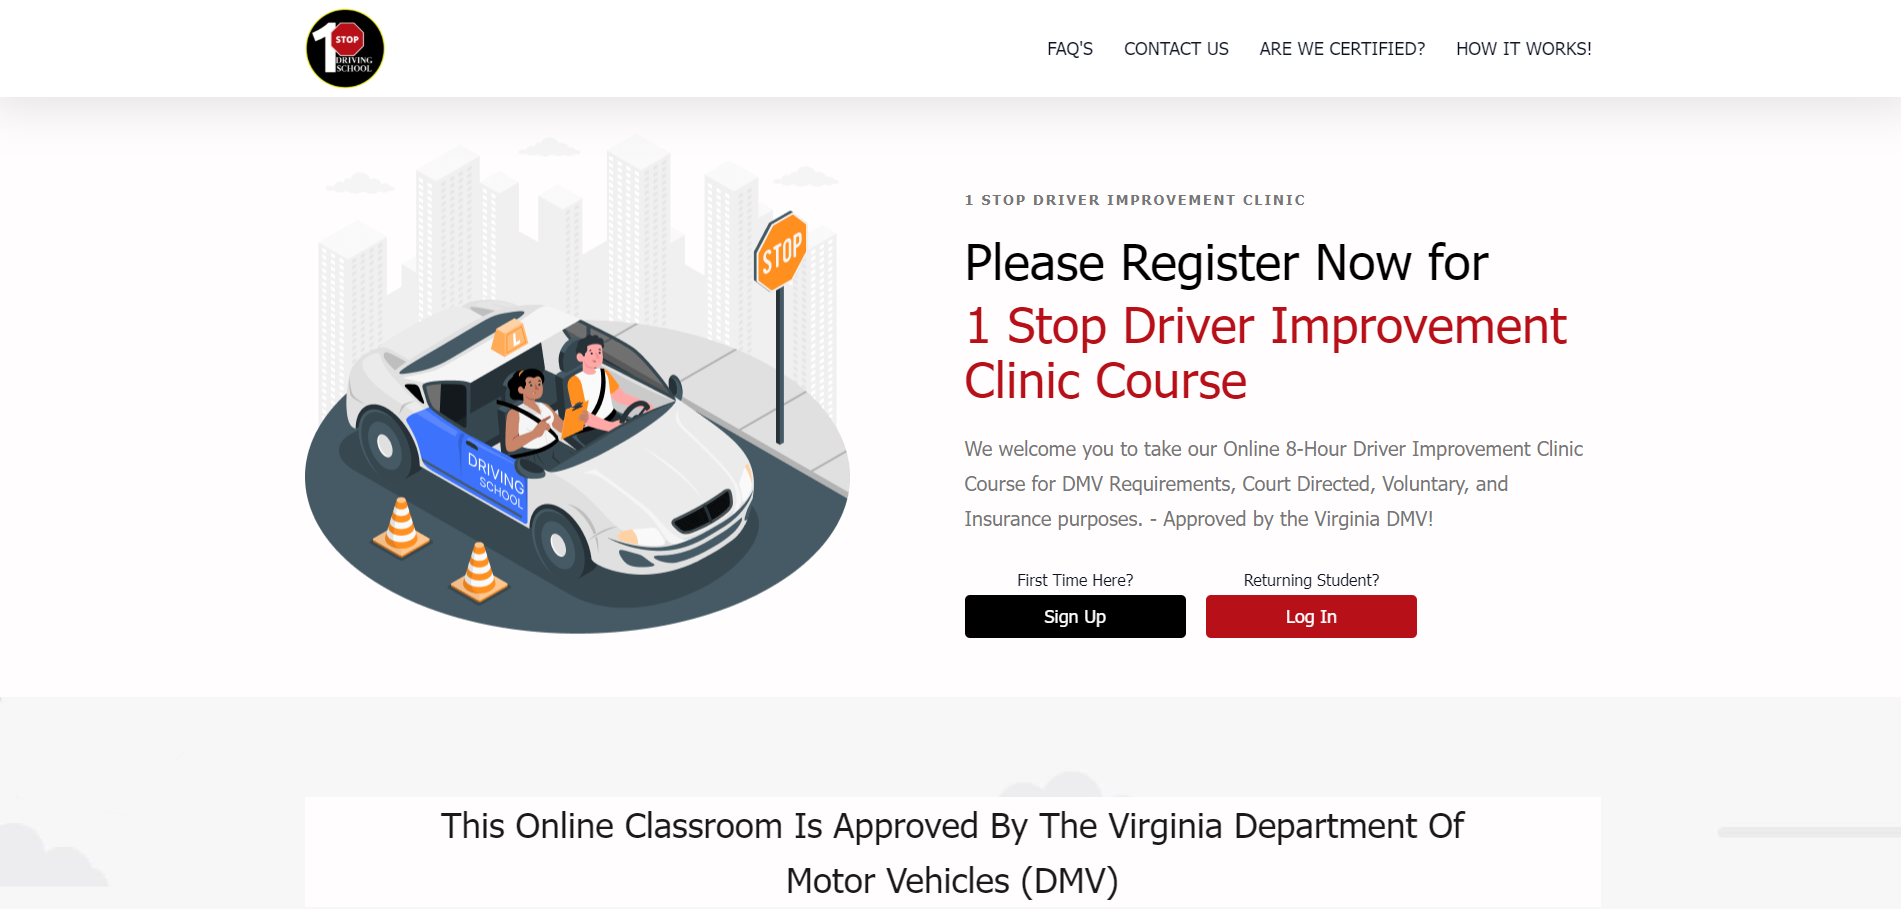 1
STOP
DRIVING
SCHOOL
FAQ'S
CONTACT US
ARE WE CERTIFIED?
HOW IT WORKS!
STOP
L
DRIVING
SCHOOL
1 STOP DRIVER IMPROVEMENT CLINIC
Please Register Now for
1 Stop Driver Improvement
Clinic Course
We welcome you to take our Online 8-Hour Driver Improvement Clinic
Course for DMV Requirements, Court Directed, Voluntary, and
Insurance purposes. - Approved by the Virginia DMV!
First Time Here?
Sign Up
Returning Student?
Log In
This Online Classroom Is Approved By The Virginia Department Of
Motor Vehicles (DMV)